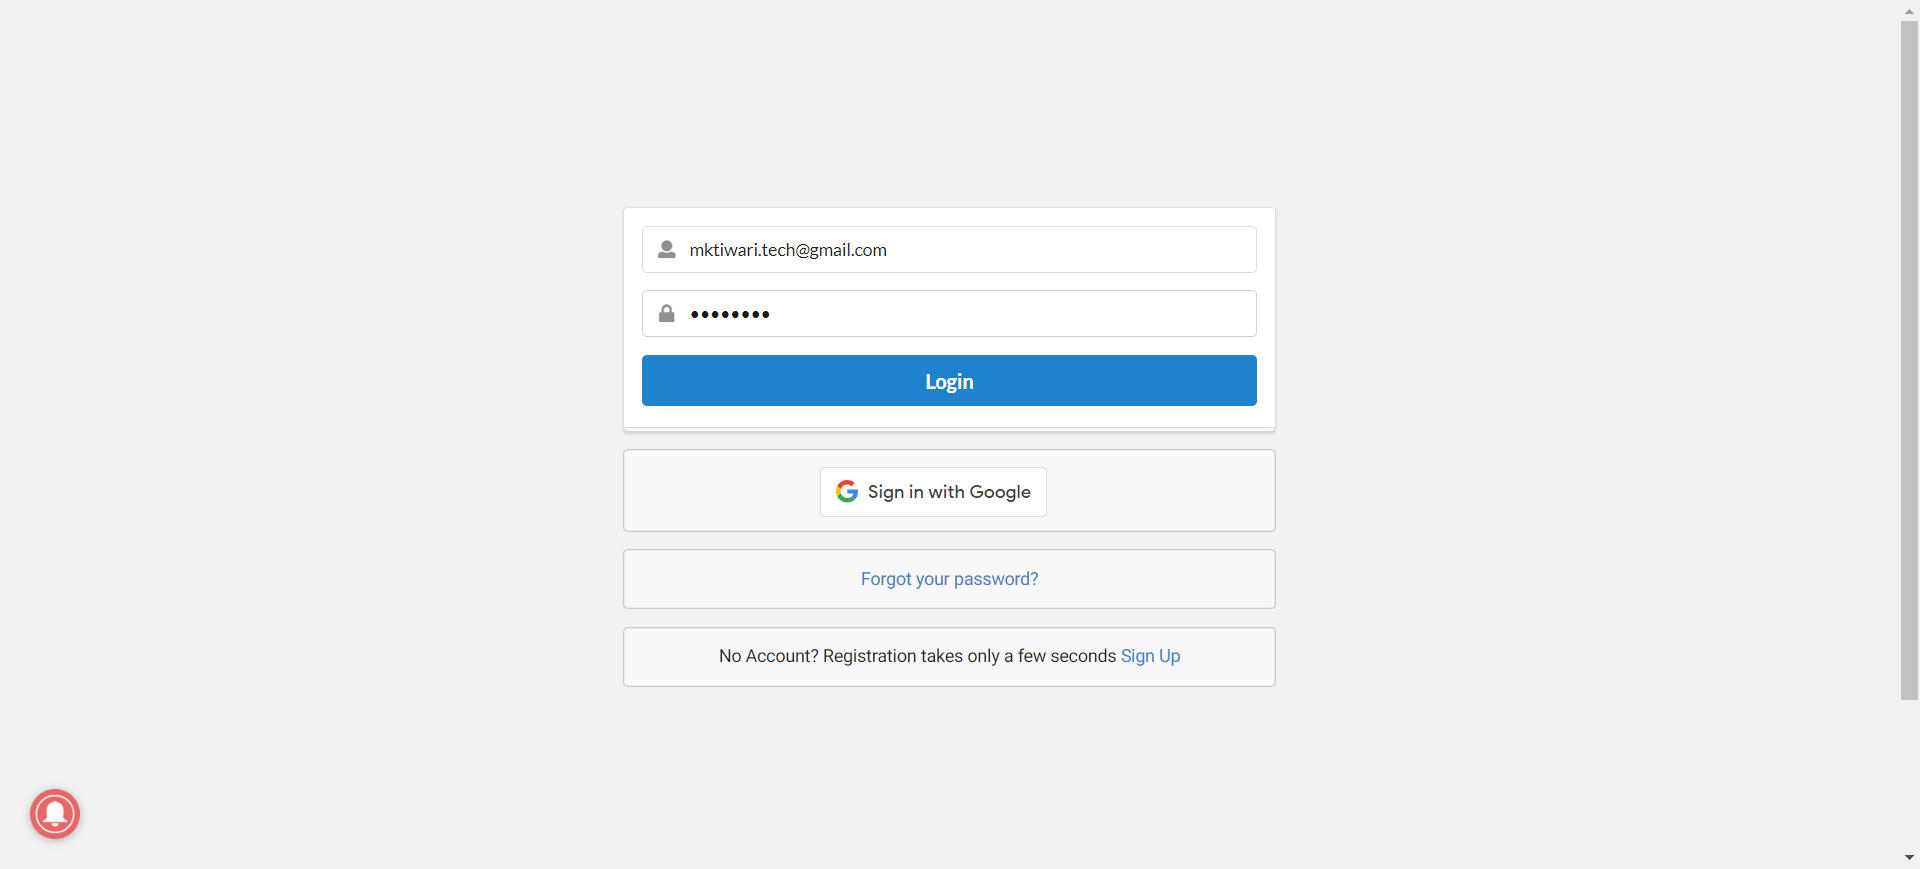 mktiwari.tech@gmail.com
••••••••
Login
Sign in with Google
Forgot your password?
No Account? Registration takes only a few seconds Sign Up